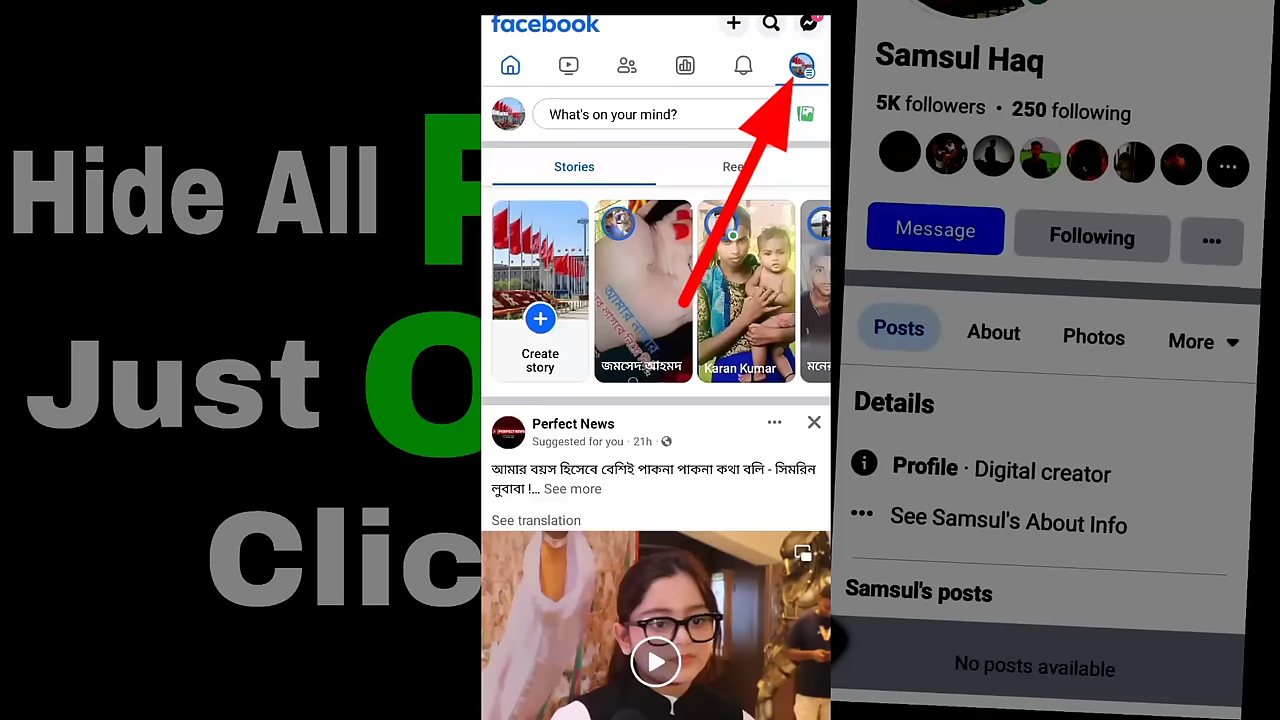 Hide All
Just
facebook
What's on your mind?
Stories
Create
story
জমসেদ আহমদ
Karan Kumar
Perfect News
Suggested for you · 21h ·
আমার বয়স হিসেবে বেশিই পাকনা পাকনা কথা বলি - সিমরিন
লুবাবা !... See more
See translation
Samsul Haq
5K followers • 250 following
Message
Following
Posts
About
Photos
More
Details
Profile · Digital creator
See Samsul's About Info
Samsul's posts
No posts available